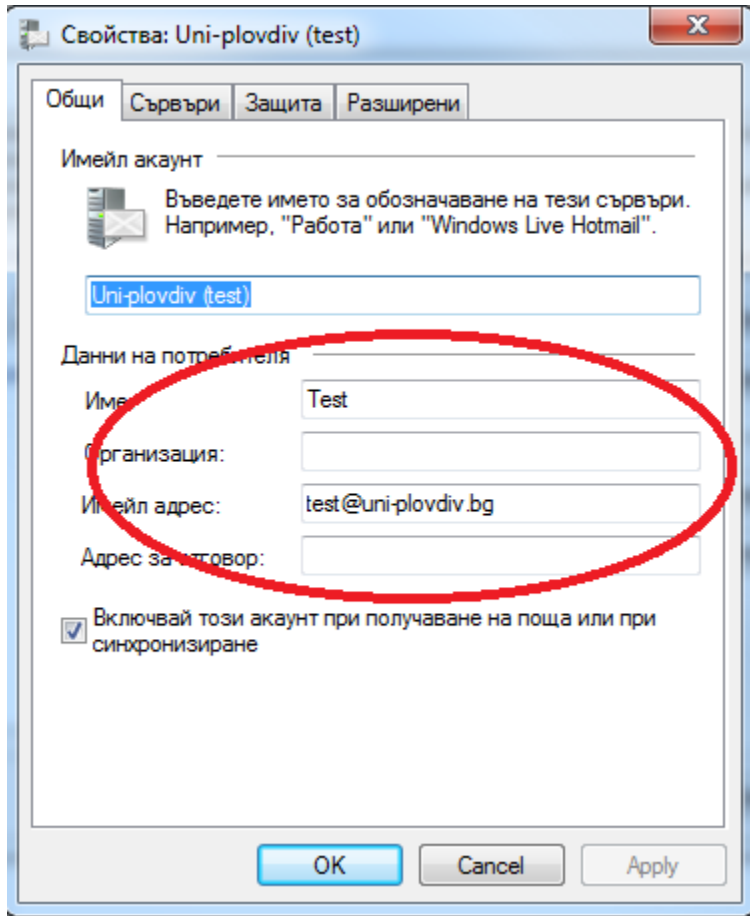 Свойства: Uni-plovdiv (test)
Общи Сървъри Защита Разширени
Имейл акаунт
Въведете името за обозначаване на тези сървъри.
Например, "Работа" или "Windows Live Hotmail".
Uni-plovdiv (test)
Данни на потребителя
Име Test
Организация:
Имейл адрес: test@uni-plovdiv.bg
Адрес за отговор:
Включвай този акаунт при получаване на поща или при
синхронизиране
OK Cancel Apply